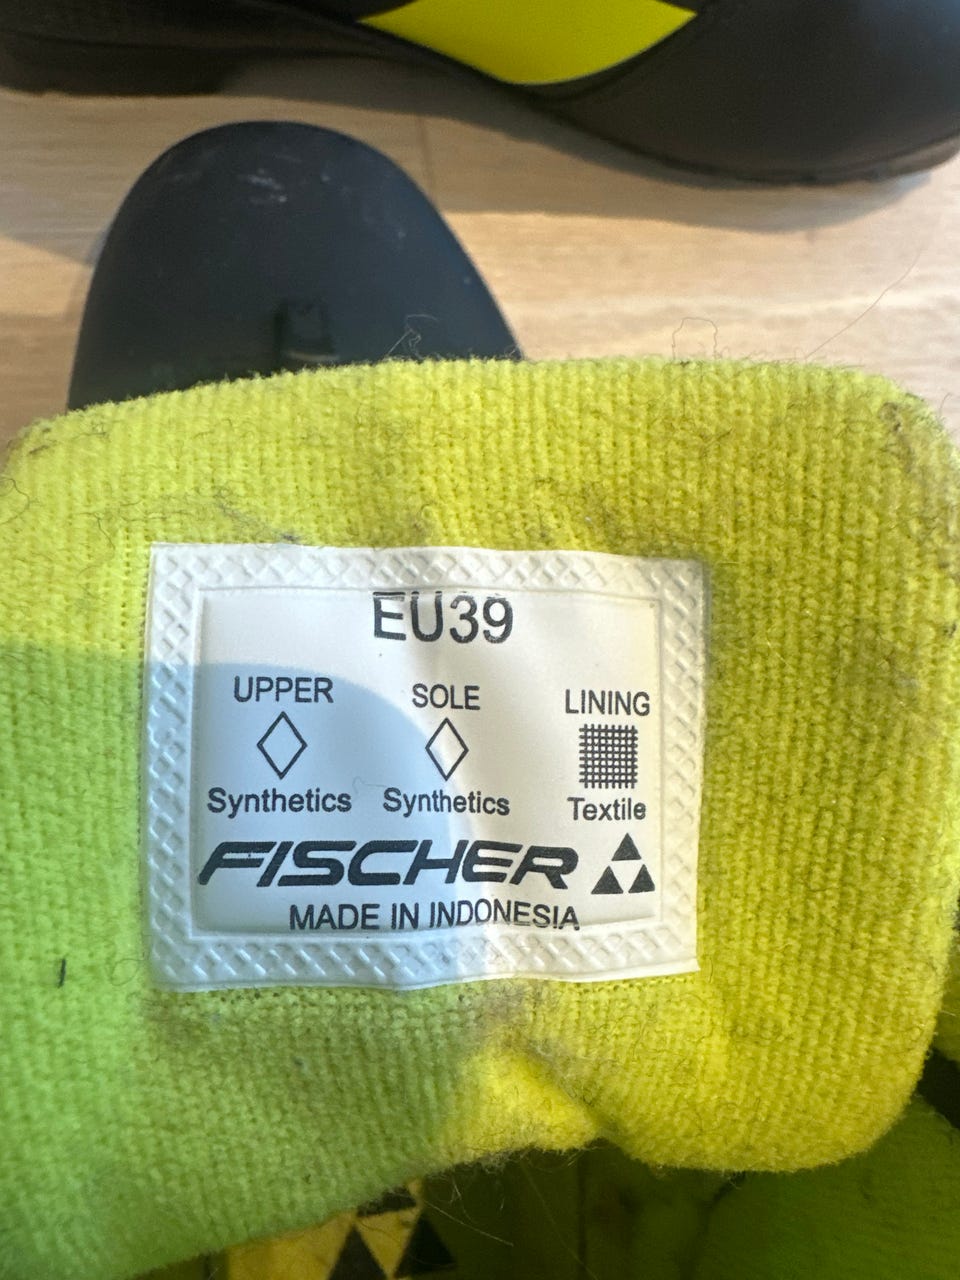 EU39
UPPER SOLE LINING
Synthetics Synthetics Textile
FISCHER
MADE IN INDONESIA